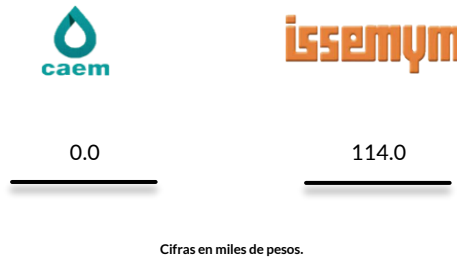 caem
issemym
0.0
114.0
Cifras en miles de pesos.